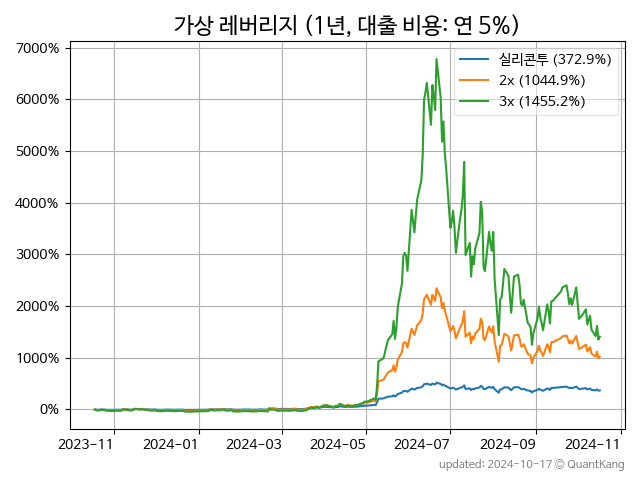 가상 레버리지 (1년, 대출 비용: 연 5%)
실리콘투 (372.9%)
2x (1044.9%)
3x (1455.2%)
7000%
6000%
5000%
4000%
3000%
2000%
1000%
0%
2023-11 2024-01 2024-03 2024-05 2024-07 2024-09 2024-11
updated: 2024-10-17 © QuantKang